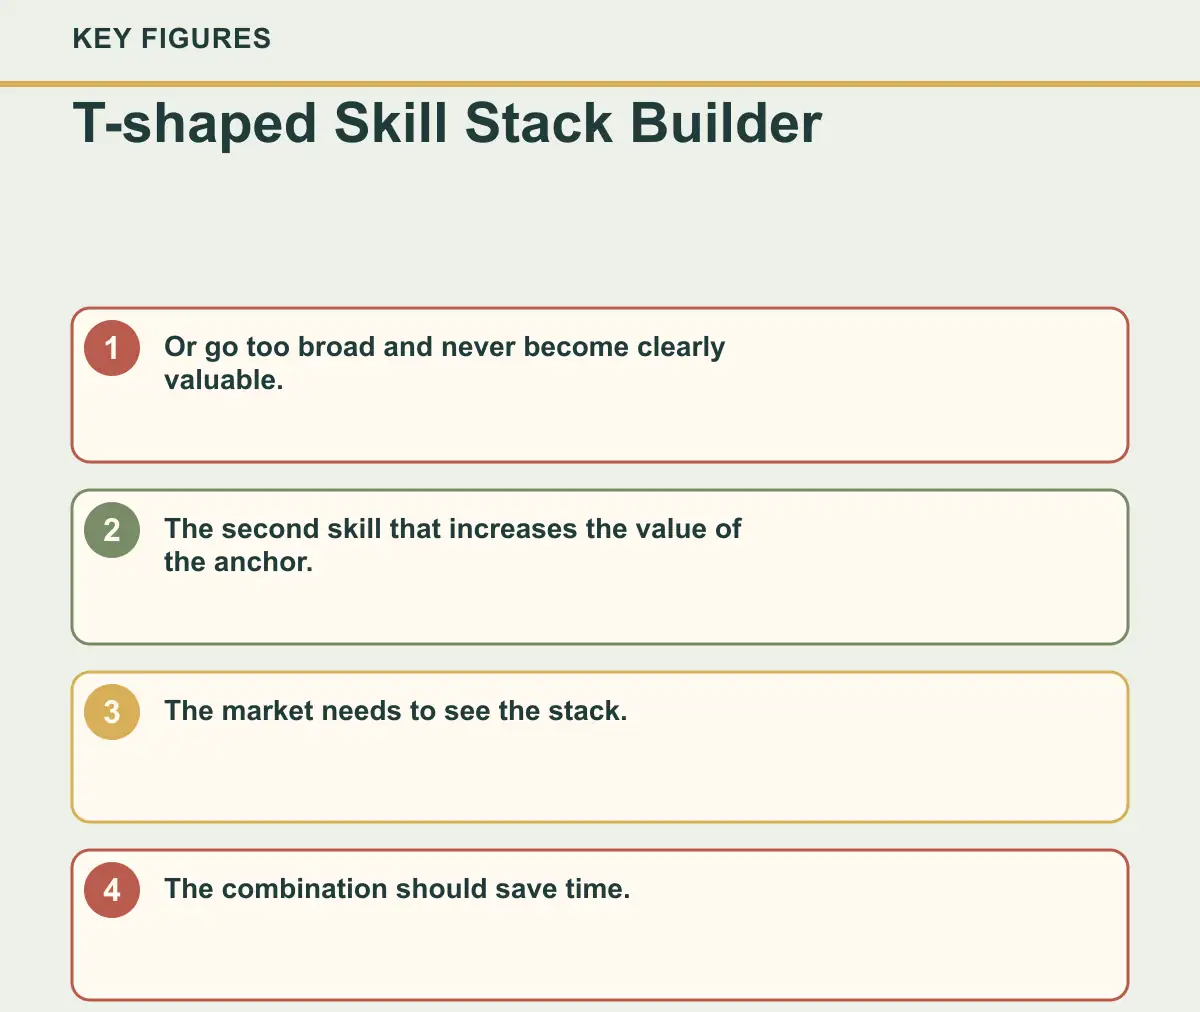 KEY FIGURES
T-shaped Skill Stack Builder
1
Or go too broad and never become clearly
valuable.
2
The second skill that increases the value of
the anchor.
3
The market needs to see the stack.
4
The combination should save time.